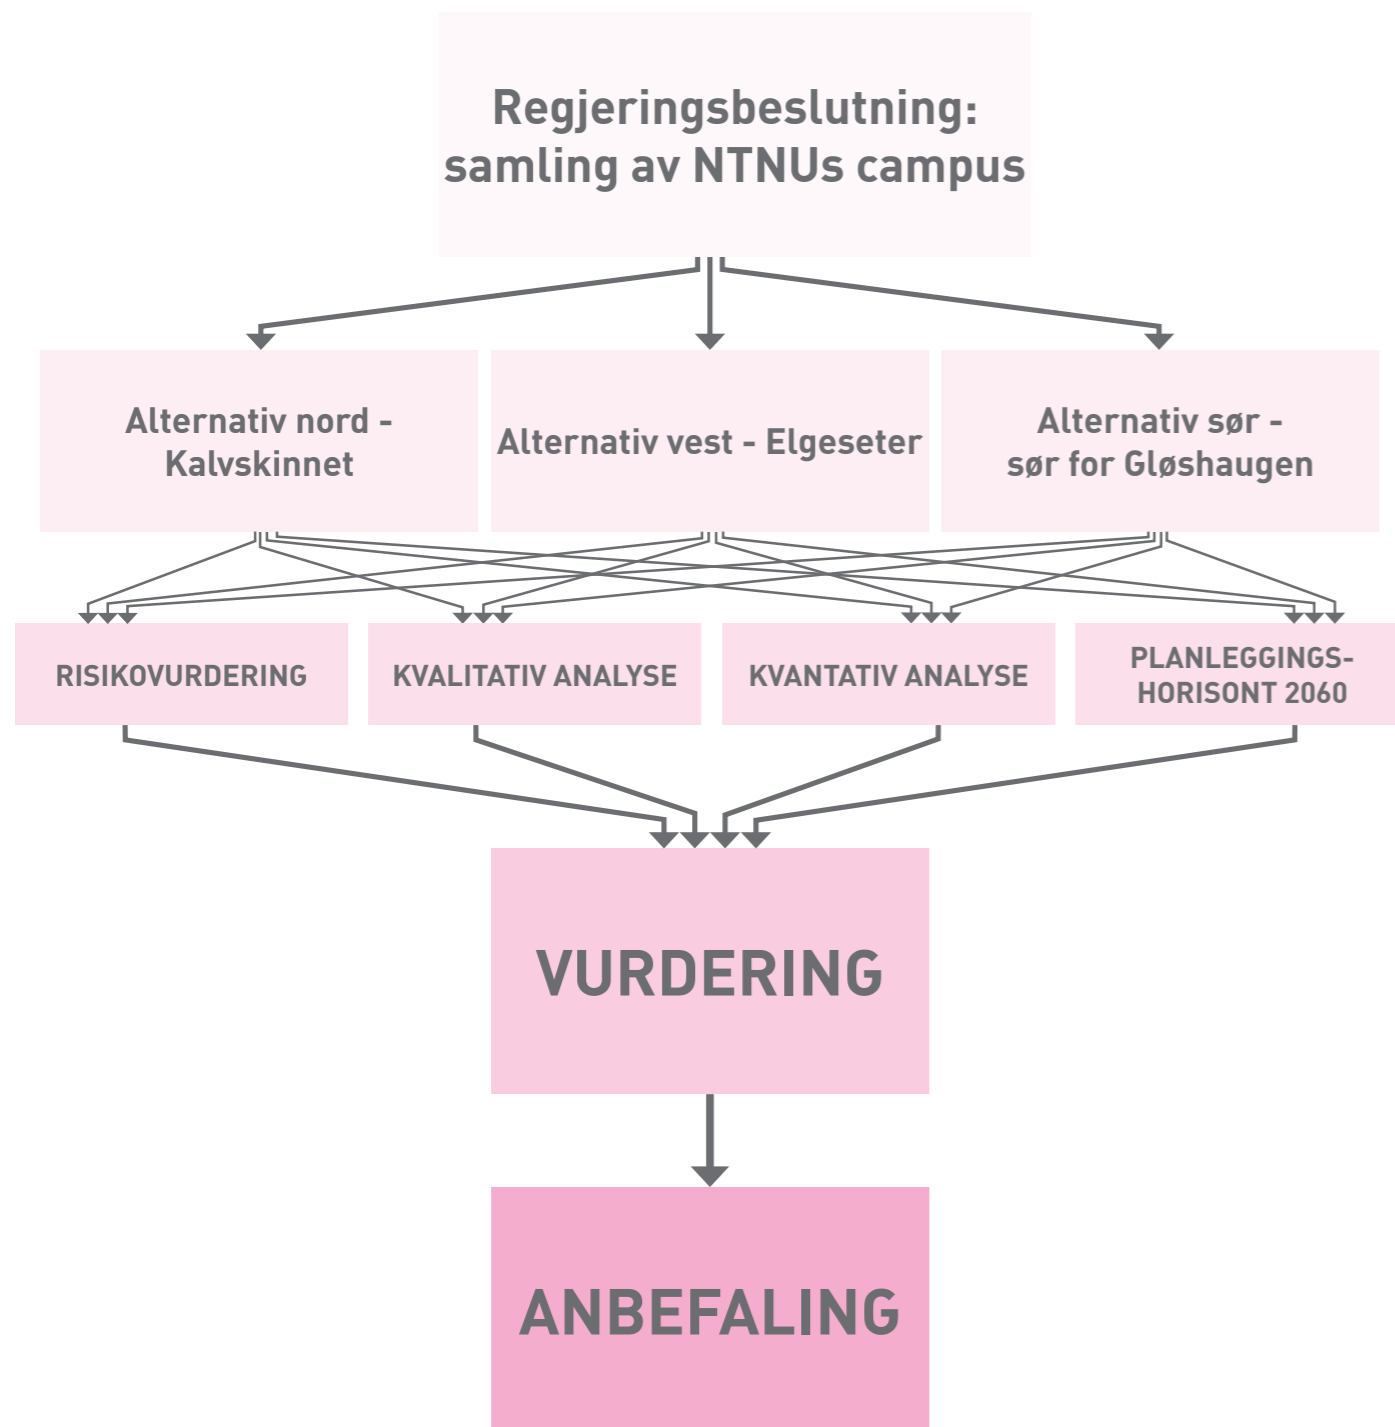 Regjeringsbeslutning:
samling av NTNUs campus
Alternativ nord -
Kalvskinnet
Alternativ vest - Elgeseter
Alternativ sør -
sør for Gløshaugen
RISIKOVURDERING
KVALITATIV ANALYSE
KVANTATIV ANALYSE
PLANLEGGINGS-
HORISONT 2060
VURDERING
ANBEFALING